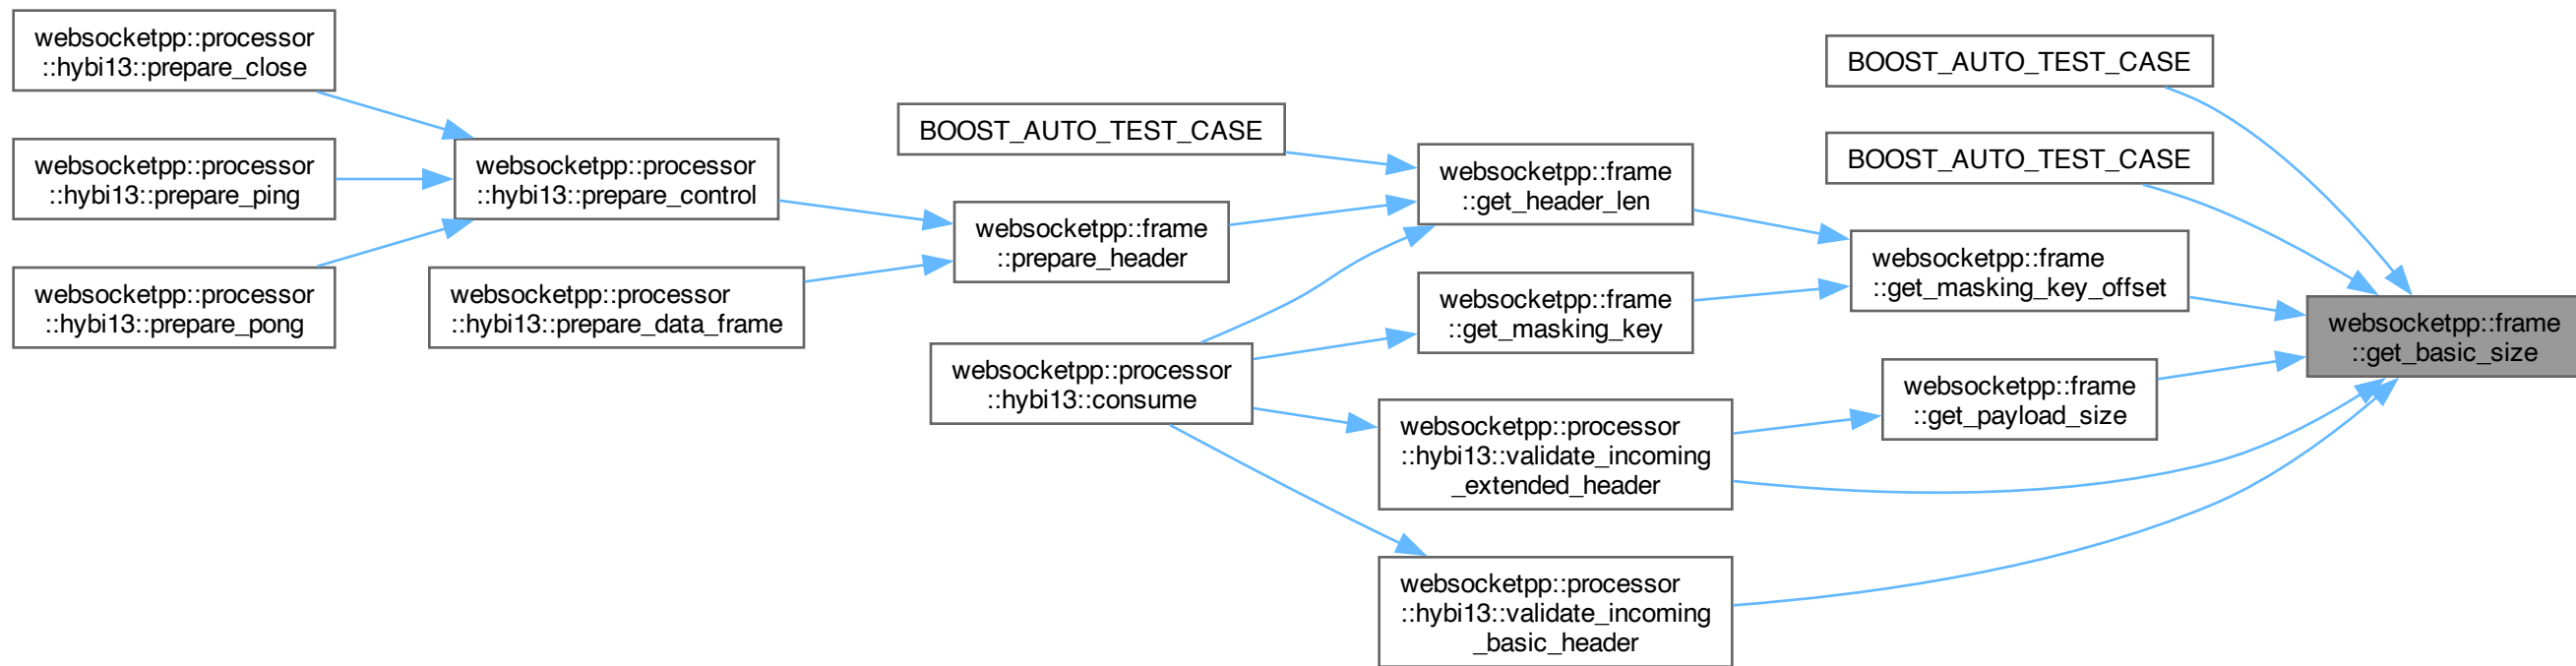 websocketpp::processor
::hybi13::prepare_close
websocketpp::processor
::hybi13::prepare_ping
websocketpp::processor
::hybi13::prepare_pong
websocketpp::processor
::hybi13::prepare_control
websocketpp::processor
::hybi13::prepare_data_frame
BOOST_AUTO_TEST_CASE
websocketpp::frame
::prepare_header
websocketpp::processor
::hybi13::consume
websocketpp::frame
::get_header_len
websocketpp::frame
::get_masking_key
websocketpp::processor
::hybi13::validate_incoming
_extended_header
websocketpp::processor
::hybi13::validate_incoming
_basic_header
BOOST_AUTO_TEST_CASE
BOOST_AUTO_TEST_CASE
websocketpp::frame
::get_masking_key_offset
websocketpp::frame
::get_payload_size
websocketpp::frame
::get_basic_size